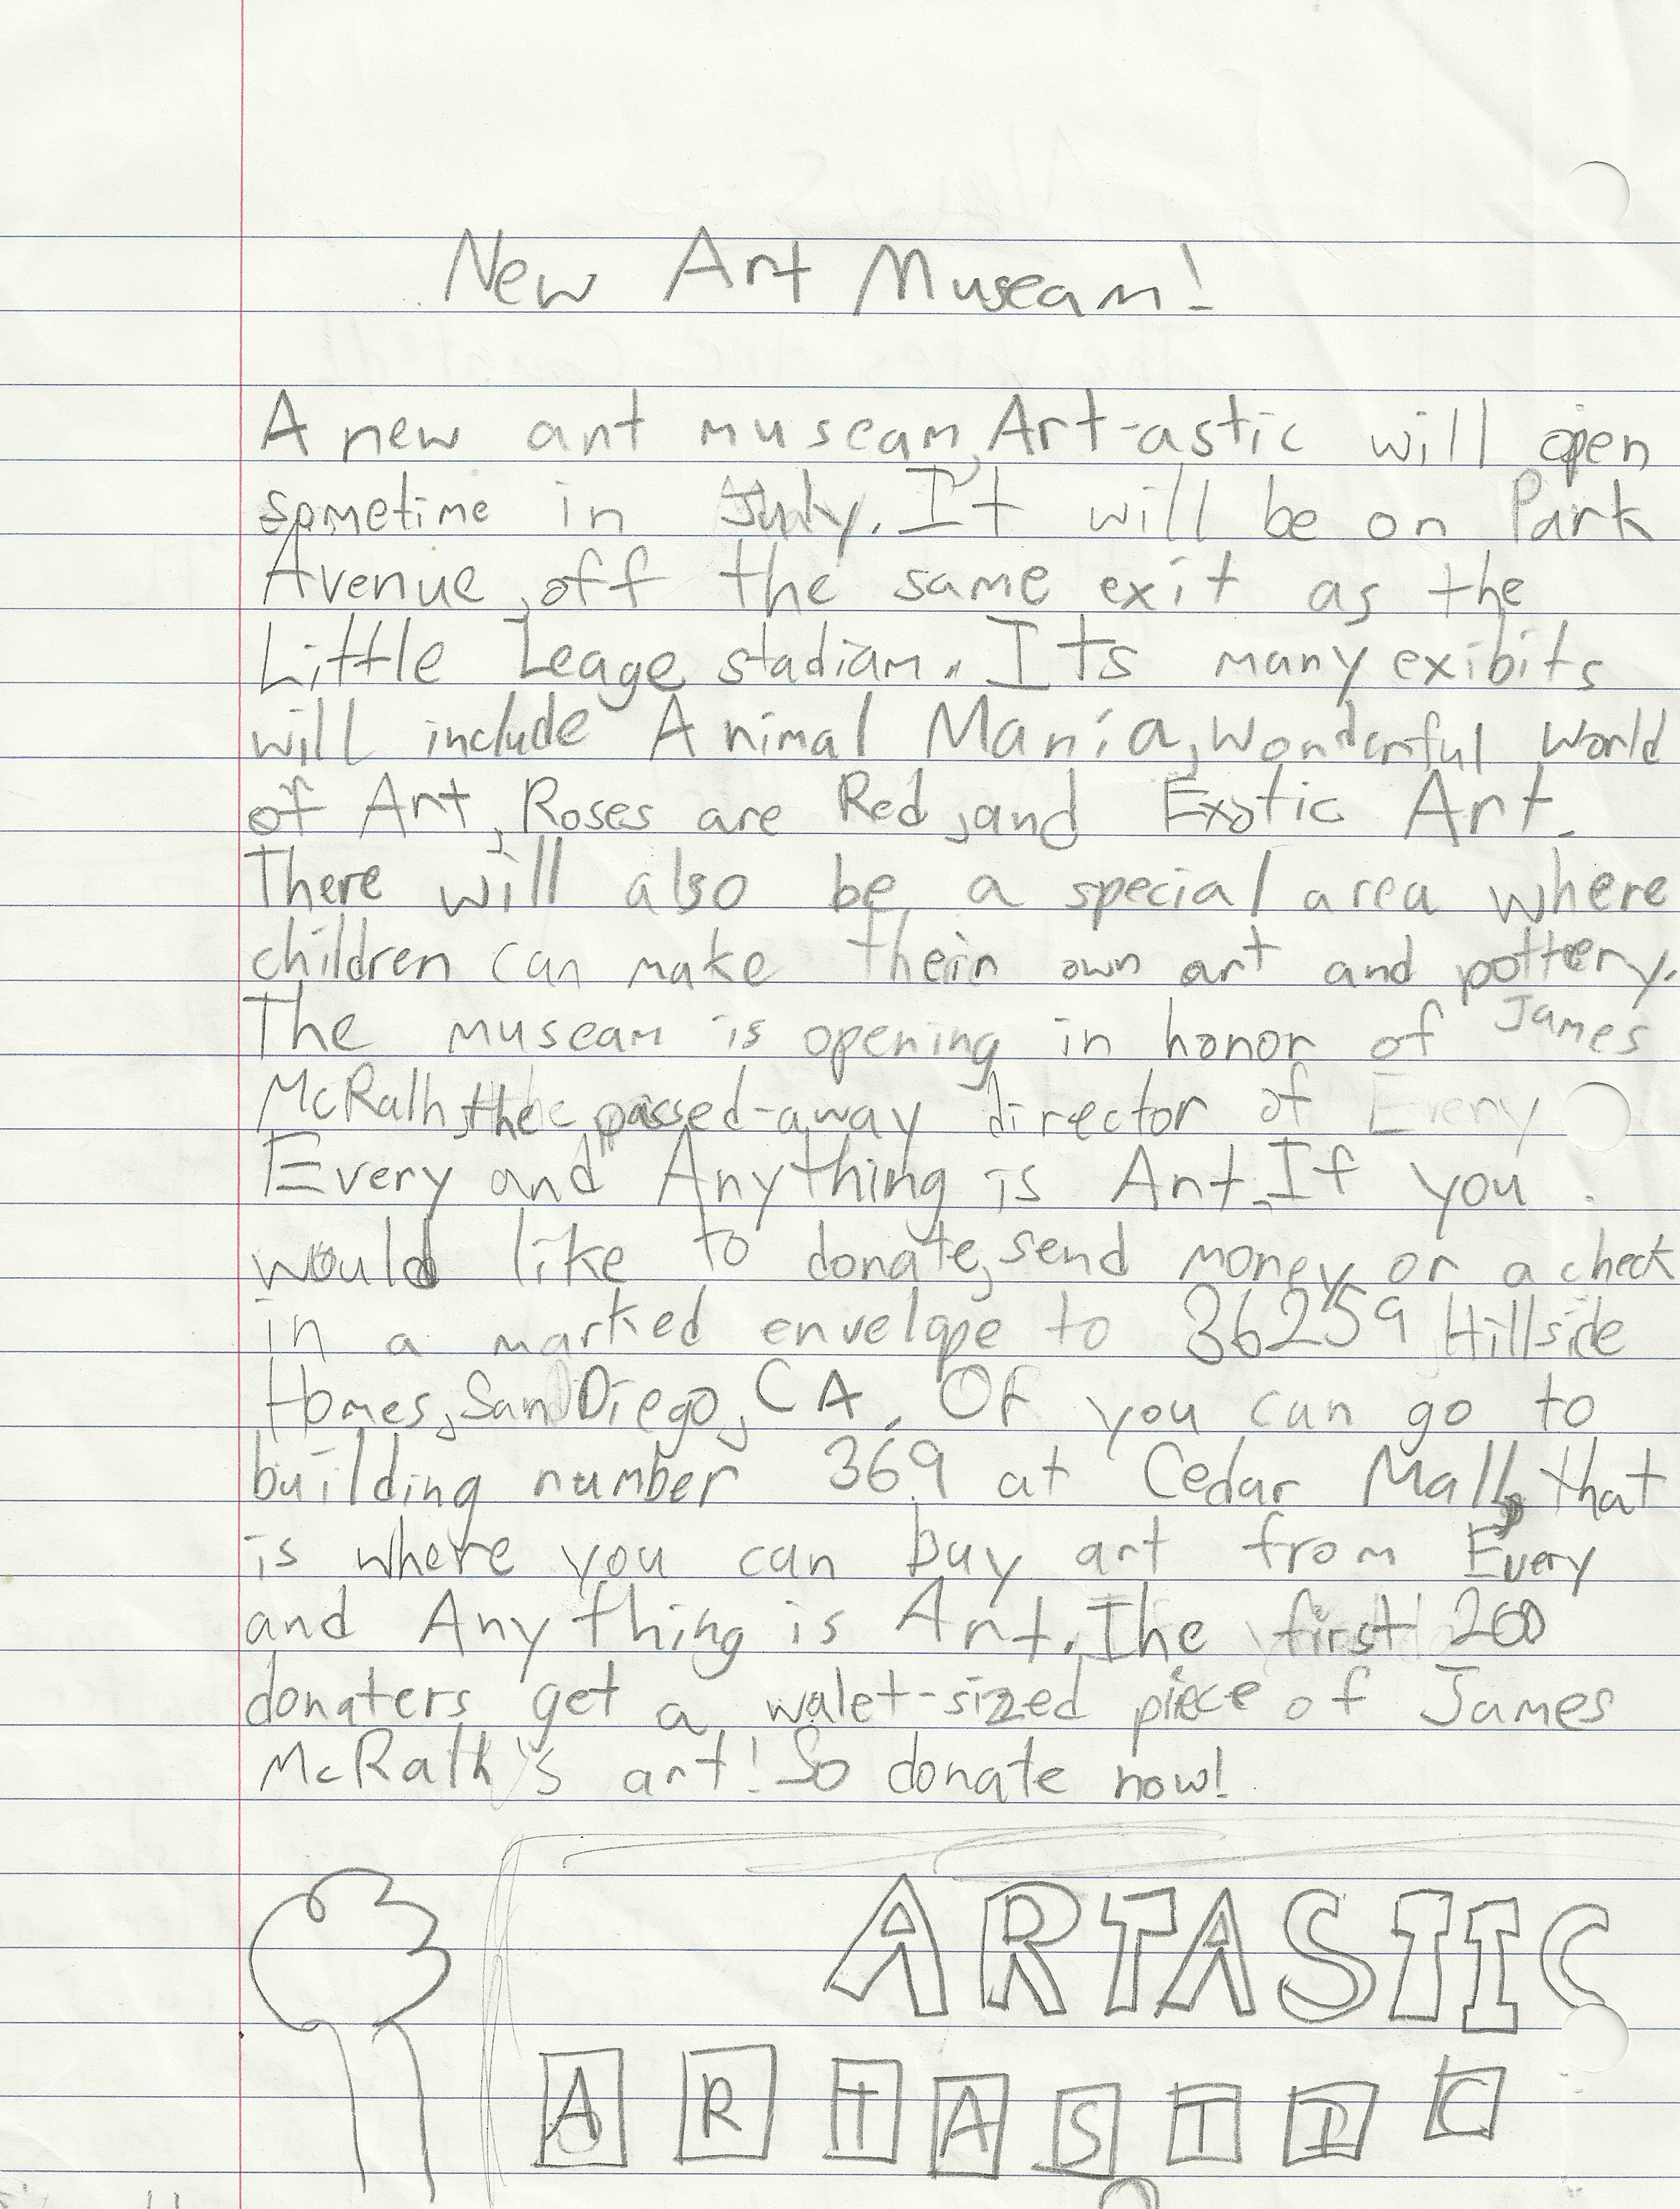 New Art Museam!
A new art museam, Art-astic will open
sometime in July. It will be on Park
Avenue, off the same exit as the
Little Leage stadiam. Its many exibits
will include Animal Mania, Wonderful World
of Art, Roses are Red, and Exotic Art.
There will also be a special area where
children can make their own art and pottery.
The museam is opening in honor of James
McRath, the passed-away director of Every
Every and Anything is Art. If you
would like to donate, send money or a check
in a marked envelope to 36259 Hillside
Homes, San Diego, CA. Or you can go to
building number 369 at Cedar Mall, that
is where you can buy art from Every
and Anything is Art. The first 200
donaters get a walet-sized piece of James
McRath's art! So donate now!
ARTASTIC
ARTASTIC